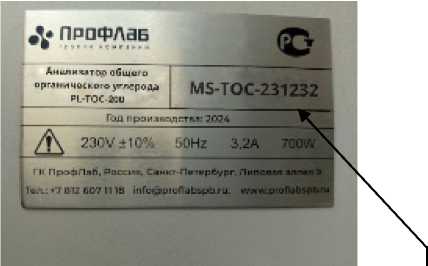 ПрофЛаб
группа компаний
РСТ
Анализатор общего
органического углерода
PL-TOC-200
MS-TOC-231232
Год производства: 2024
230V ±10% 50Hz 3,2A 700W
ГК ПрофЛаб, Россия, Санкт-Петербург, Липовая аллея 9
Тел.: +7 812 607 11 18 info@proflabspb.ru www.proflabspb.ru